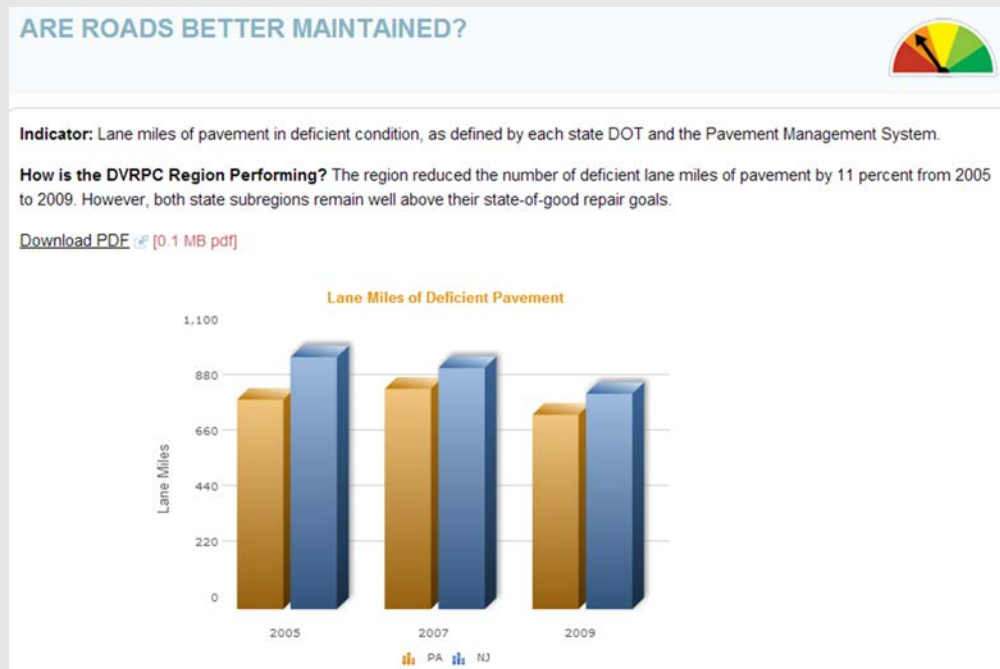 ARE ROADS BETTER MAINTAINED?
Indicator: Lane miles of pavement in deficient condition, as defined by each state DOT and the Pavement Management System.
How is the DVRPC Region Performing? The region reduced the number of deficient lane miles of pavement by 11 percent from 2005
to 2009. However, both state subregions remain well above their state-of-good repair goals.
Download PDF [0.1 MB pdf]
Lane Miles of Deficient Pavement
1,100
880
660
440
220
0
Lane Miles
2005 2007 2009
PA NJ